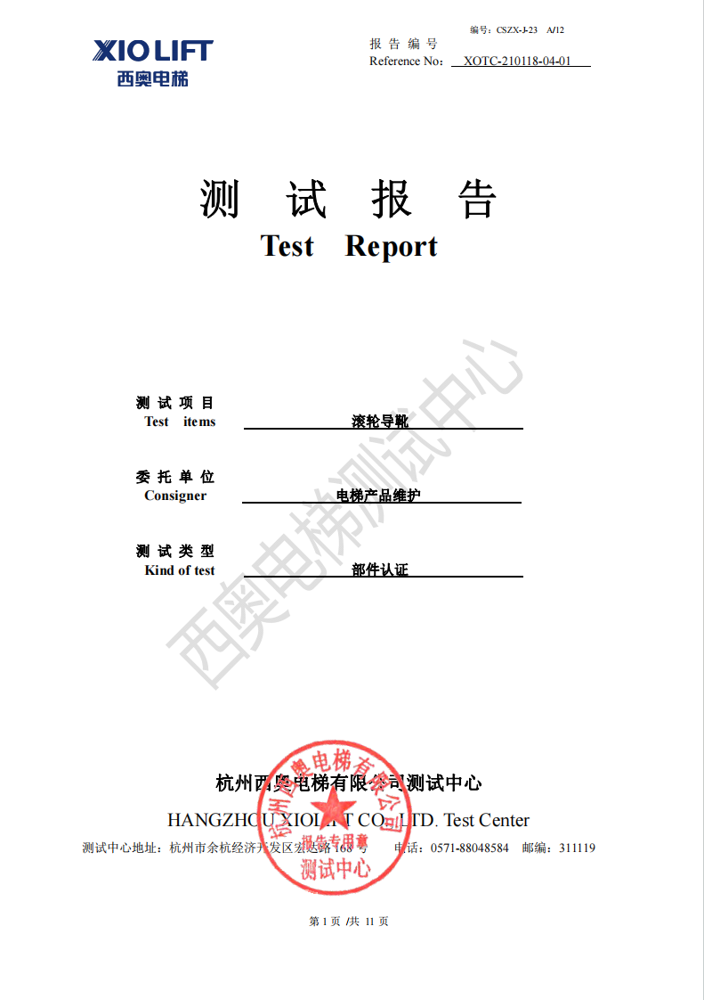 XIOLIFT
西奥电梯
编号：CSZX-J-23 A/12
报 告 编 号
Reference No： XOTC-210118-04-01
测 试 报 告
Test Report
测 试 项 目
Test items 滚轮导靴
委 托 单 位
Consigner 电梯产品维护
测 试 类 型
Kind of test 部件认证
西奥电梯测试中心
杭州西奥电梯有限公司测试中心
HANGZHOU XIOLIFT CO., LTD. Test Center
测试中心地址：杭州市余杭经济开发区宏达路 168 号 电话：0571-88048584 邮编：311119
杭州西奥电梯有限公司
报告专用章
测试中心
第 1 页 /共 11 页